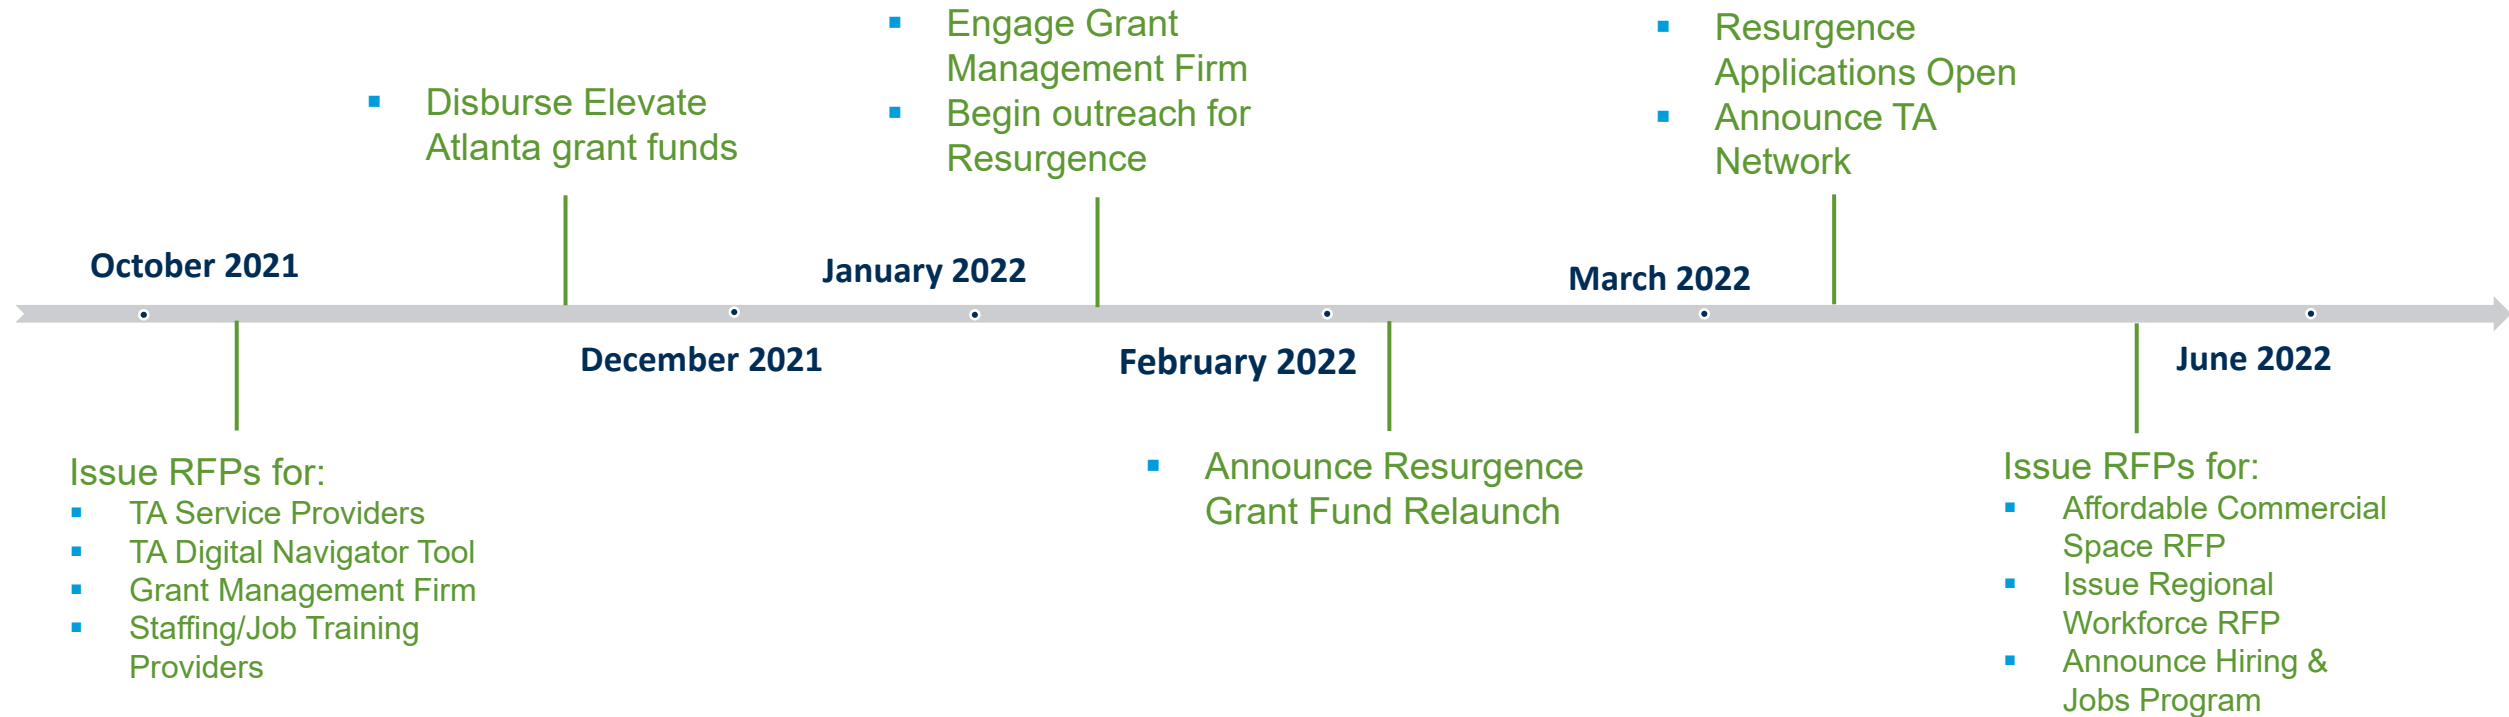 Engage Grant
Management Firm
Begin outreach for
Resurgence
Resurgence
Applications Open
Announce TA
Network
Disburse Elevate
Atlanta grant funds
October 2021
January 2022
March 2022
December 2021
February 2022
June 2022
Issue RFPs for:
TA Service Providers
TA Digital Navigator Tool
Grant Management Firm
Staffing/Job Training
Providers
Announce Resurgence
Grant Fund Relaunch
Issue RFPs for:
Affordable Commercial
Space RFP
Issue Regional
Workforce RFP
Announce Hiring &
Jobs Program